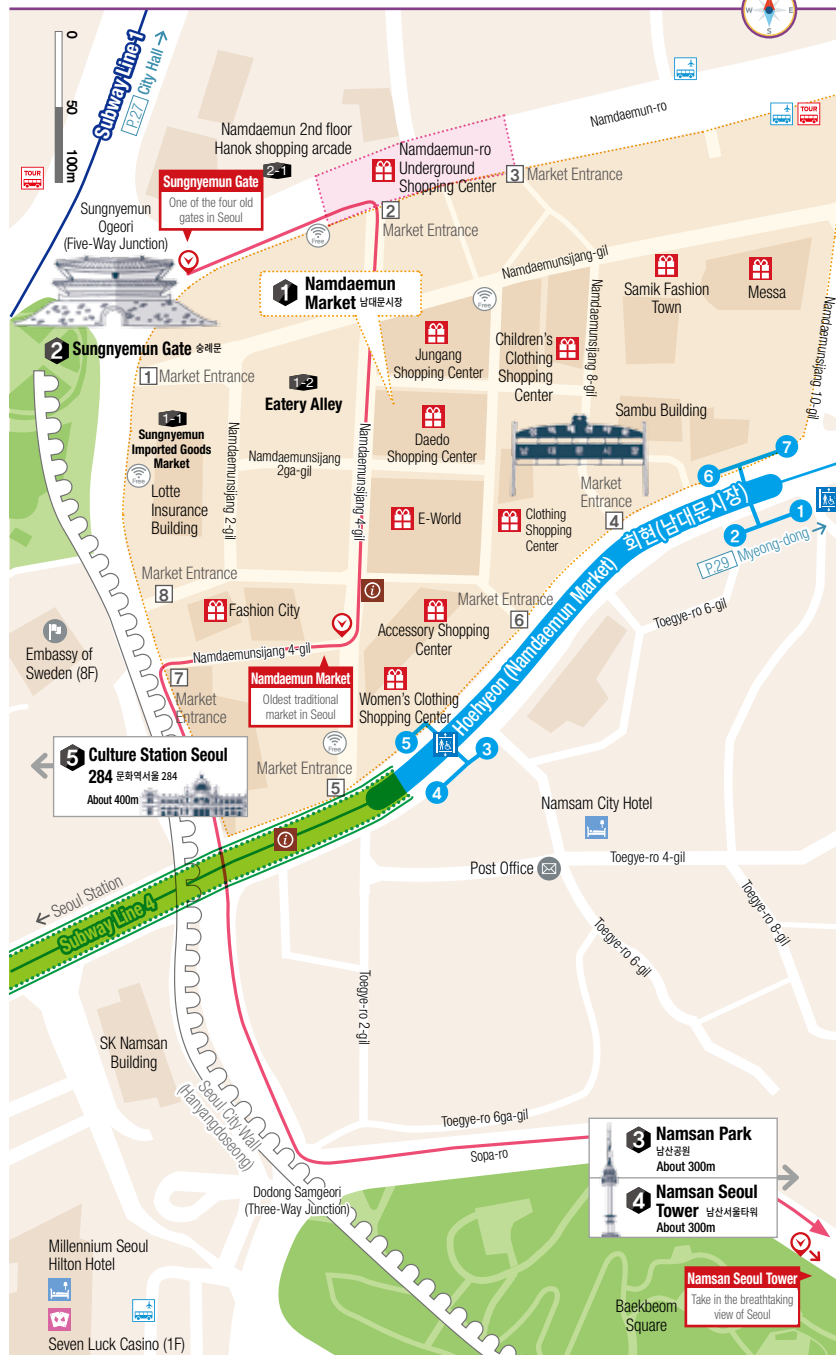 W
E
S
0
50
100m
Subway Line 1
P.27 City Hall
TOUR
Namdaemun 2nd floor
Hanok shopping arcade
2-1
Namdaemun-ro
Underground
Shopping Center
Namdaemun-ro
TOUR
3 Market Entrance
2
Market Entrance
Sungnyemun Gate
One of the four old
gates in Seoul
Sungnyemun
Ogeori
(Five-Way Junction)
Free
1 Namdaemun
Market 남대문시장
Namdaemunsijang-gil
Free
Samik Fashion
Town
Messa
Namdaemunsijang 10-gil
Namdaemunsijang 8-gil
2 Sungnyemun Gate 숭례문
1 Market Entrance
Jungang
Shopping Center
Children's
Clothing
Shopping
Center
1-2
Eatery Alley
1-1
Sungnyemun
Imported Goods
Market
Free
Namdaemunsijang 2-gil
Namdaemunsijang
2ga-gil
Namdaemunsijang 4-gil
Daedo
Shopping Center
Sambu Building
남대문시장
Lotte
Insurance
Building
E-World
Clothing
Shopping
Center
Market
Entrance
4
회현(남대문시장)
7
6
1
2
P.29 Myeong-dong
Market Entrance
8
Fashion City
Accessory Shopping
Center
Market Entrance
6
Toegye-ro 6-gil
Embassy of
Sweden (8F)
Namdaemunsijang 4-gil
7
Market
Entrance
Namdaemun Market
Oldest traditional
market in Seoul
Women's Clothing
Shopping Center
Hoehyeon (Namdaemun Market)
5
3
4
5 Culture Station Seoul
284 문화역서울 284
About 400m
Free
Market Entrance
5
Namsam City Hotel
Post Office
Toegye-ro 4-gil
Toegye-ro 8-gil
Toegye-ro 6-gil
Seoul Station
Subway Line 4
Toegye-ro 2-gil
SK Namsan
Building
Seoul City Wall
(Hanyangdoseong)
Toegye-ro 6ga-gil
Sopa-ro
3 Namsan Park
남산공원
About 300m
4 Namsan Seoul
Tower 남산서울타워
About 300m
Dodong Samgeori
(Three-Way Junction)
Millennium Seoul
Hilton Hotel
Seven Luck Casino (1F)
Baekbeom
Square
Namsan Seoul Tower
Take in the breathtaking
view of Seoul